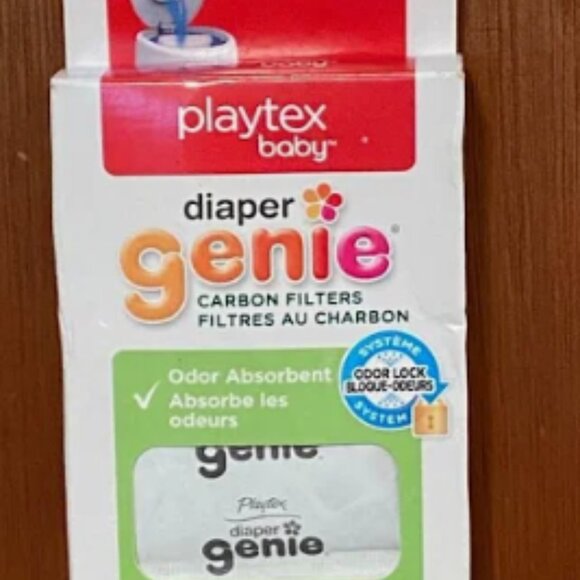 playtex
baby™
diaper
genie®
CARBON FILTERS
FILTRES AU CHARBON
Odor Absorbent
Absorbe les
odeurs
SYSTÈME
ODOR LOCK
BLOQUE-ODEURS
SYSTEM
genie
Playtex
diaper
genie